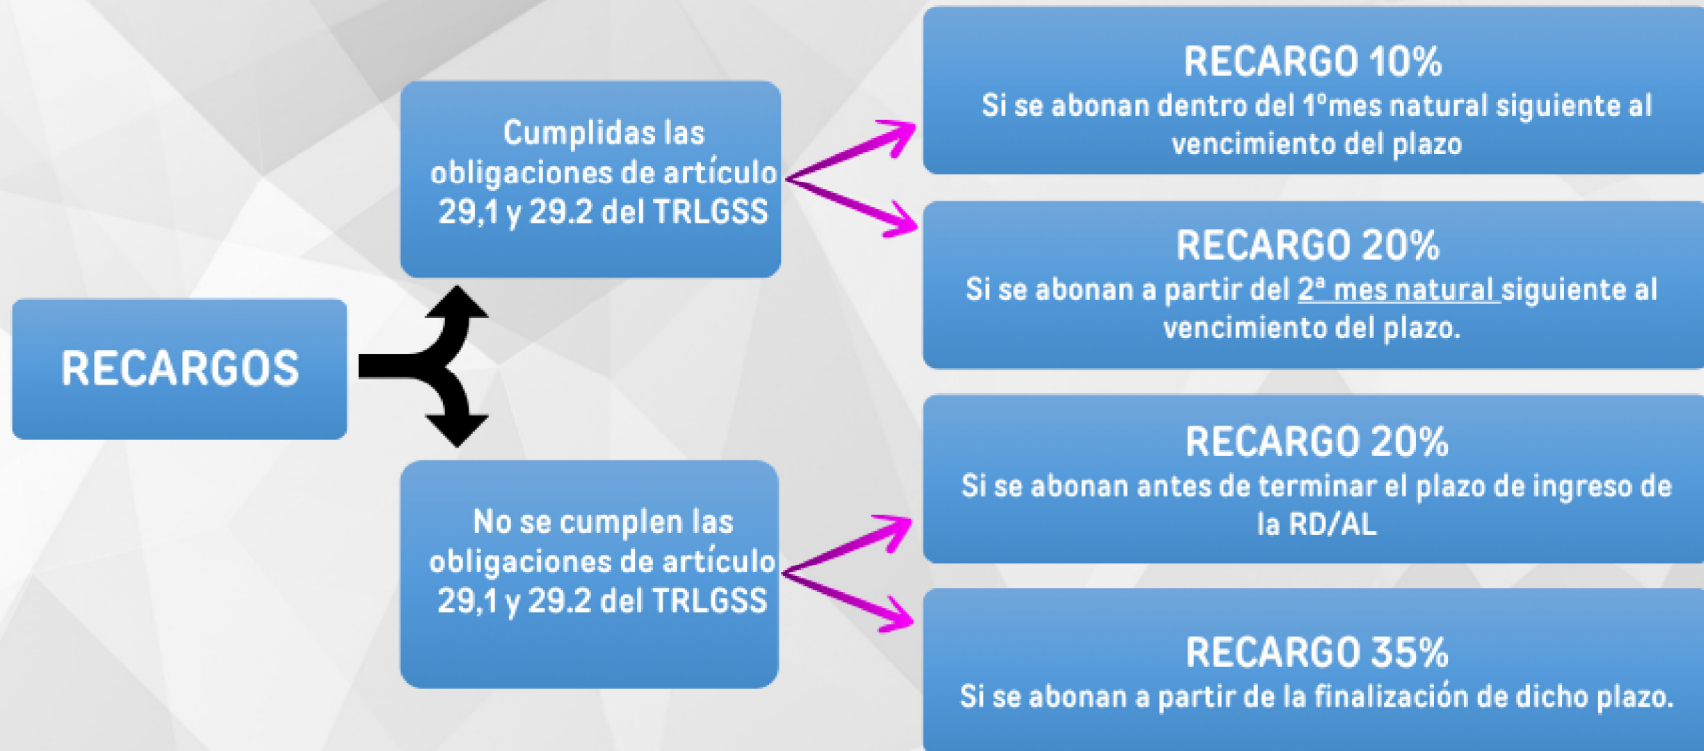 RECARGOS
Cumplidas las
obligaciones de artículo
29,1 y 29.2 del TRLGSS
RECARGO 10%
Si se abonan dentro del 1ºmes natural siguiente al
vencimiento del plazo
RECARGO 20%
Si se abonan a partir del 2ª mes natural siguiente al
vencimiento del plazo.
No se cumplen las
obligaciones de artículo
29,1 y 29.2 del TRLGSS
RECARGO 20%
Si se abonan antes de terminar el plazo de ingreso de
la RD/AL
RECARGO 35%
Si se abonan a partir de la finalización de dicho plazo.